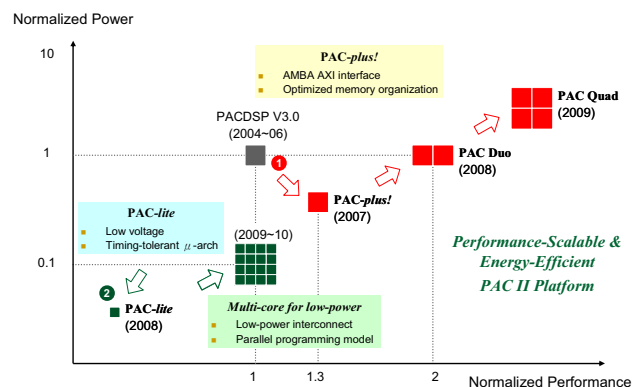 Normalized Power
10
PAC-plus!
AMBA AXI interface
Optimized memory organization
PAC Quad
(2009)
PACDSP V3.0
(2004~06)
1
1
PAC Duo
(2008)
PAC-plus!
(2007)
PAC-lite
Low voltage
Timing-tolerant μ-arch
(2009~10)
Performance-Scalable &
Energy-Efficient
PAC II Platform
0.1
2
PAC-lite
(2008)
Multi-core for low-power
Low-power interconnect
Parallel programming model
1
1.3
2
Normalized Performance